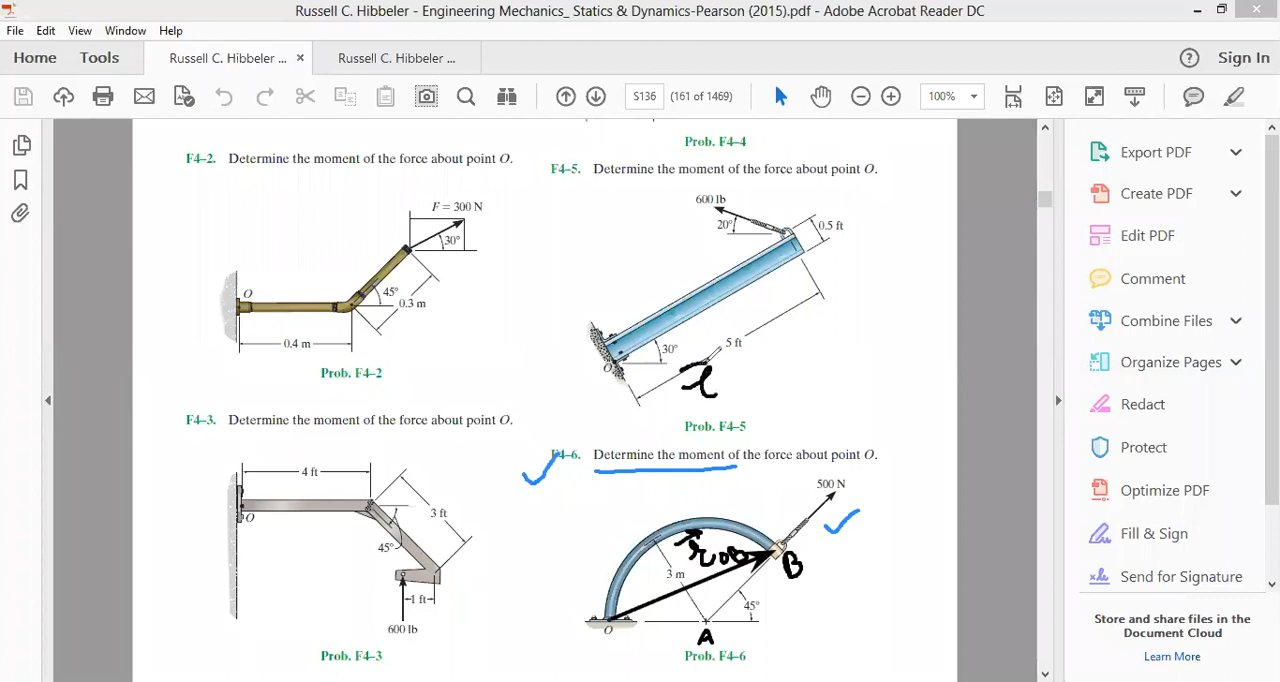 Russell C. Hibbeler - Engineering Mechanics_ Statics & Dynamics-Pearson (2015).pdf - Adobe Acrobat Reader DC
File Edit View Window Help
Home Tools Russell C. Hibbeler ... × Russell C. Hibbeler ... Sign In
S136 (161 of 1469) 100%
Prob. F4–4
F4–2. Determine the moment of the force about point O.
F = 300 N
30°
O
45°
0.3 m
0.4 m
Prob. F4–2
F4–3. Determine the moment of the force about point O.
4 ft
O
3 ft
45°
1 ft
600 lb
Prob. F4–3
F4–5. Determine the moment of the force about point O.
600 lb
20°
0.5 ft
30°
5 ft
O
Prob. F4–5
F4–6. Determine the moment of the force about point O.
500 N
B
3 m
45°
O
A
Prob. F4–6
Export PDF
Create PDF
Edit PDF
Comment
Combine Files
Organize Pages
Redact
Protect
Optimize PDF
Fill & Sign
Send for Signature
Store and share files in the
Document Cloud
Learn More